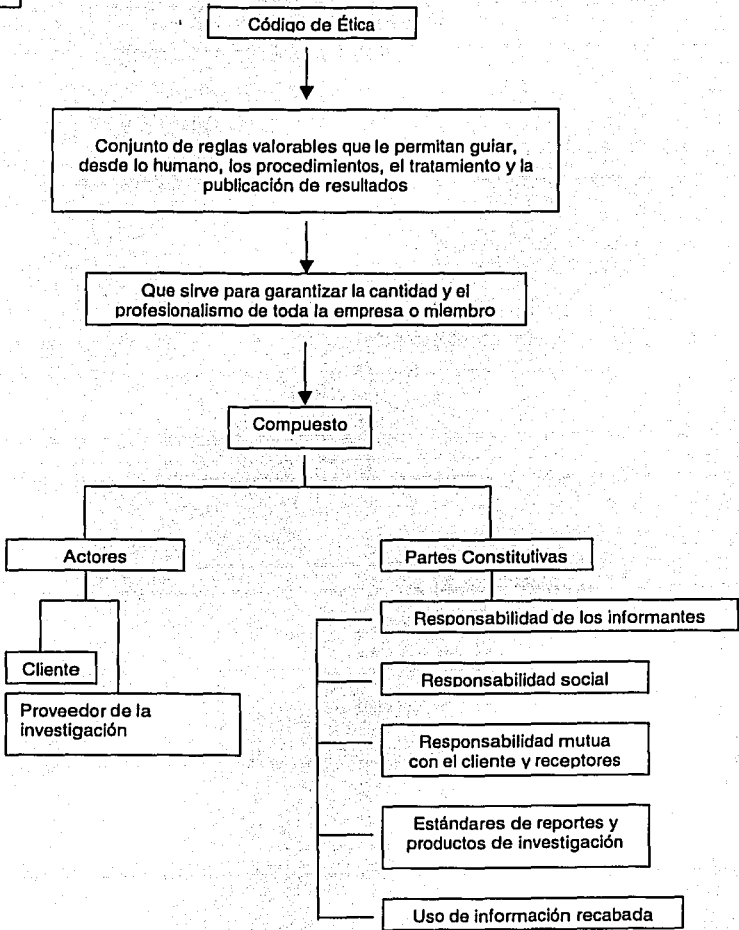 Código de Ética
Conjunto de reglas valorables que le permitan guiar,
desde lo humano, los procedimientos, el tratamiento y la
publicación de resultados
Que sirve para garantizar la cantidad y el
profesionalismo de toda la empresa o miembro
Compuesto
Actores
Partes Constitutivas
Cliente
Proveedor de la
investigación
Responsabilidad de los informantes
Responsabilidad social
Responsabilidad mutua
con el cliente y receptores
Estándares de reportes y
productos de investigación
Uso de información recabada